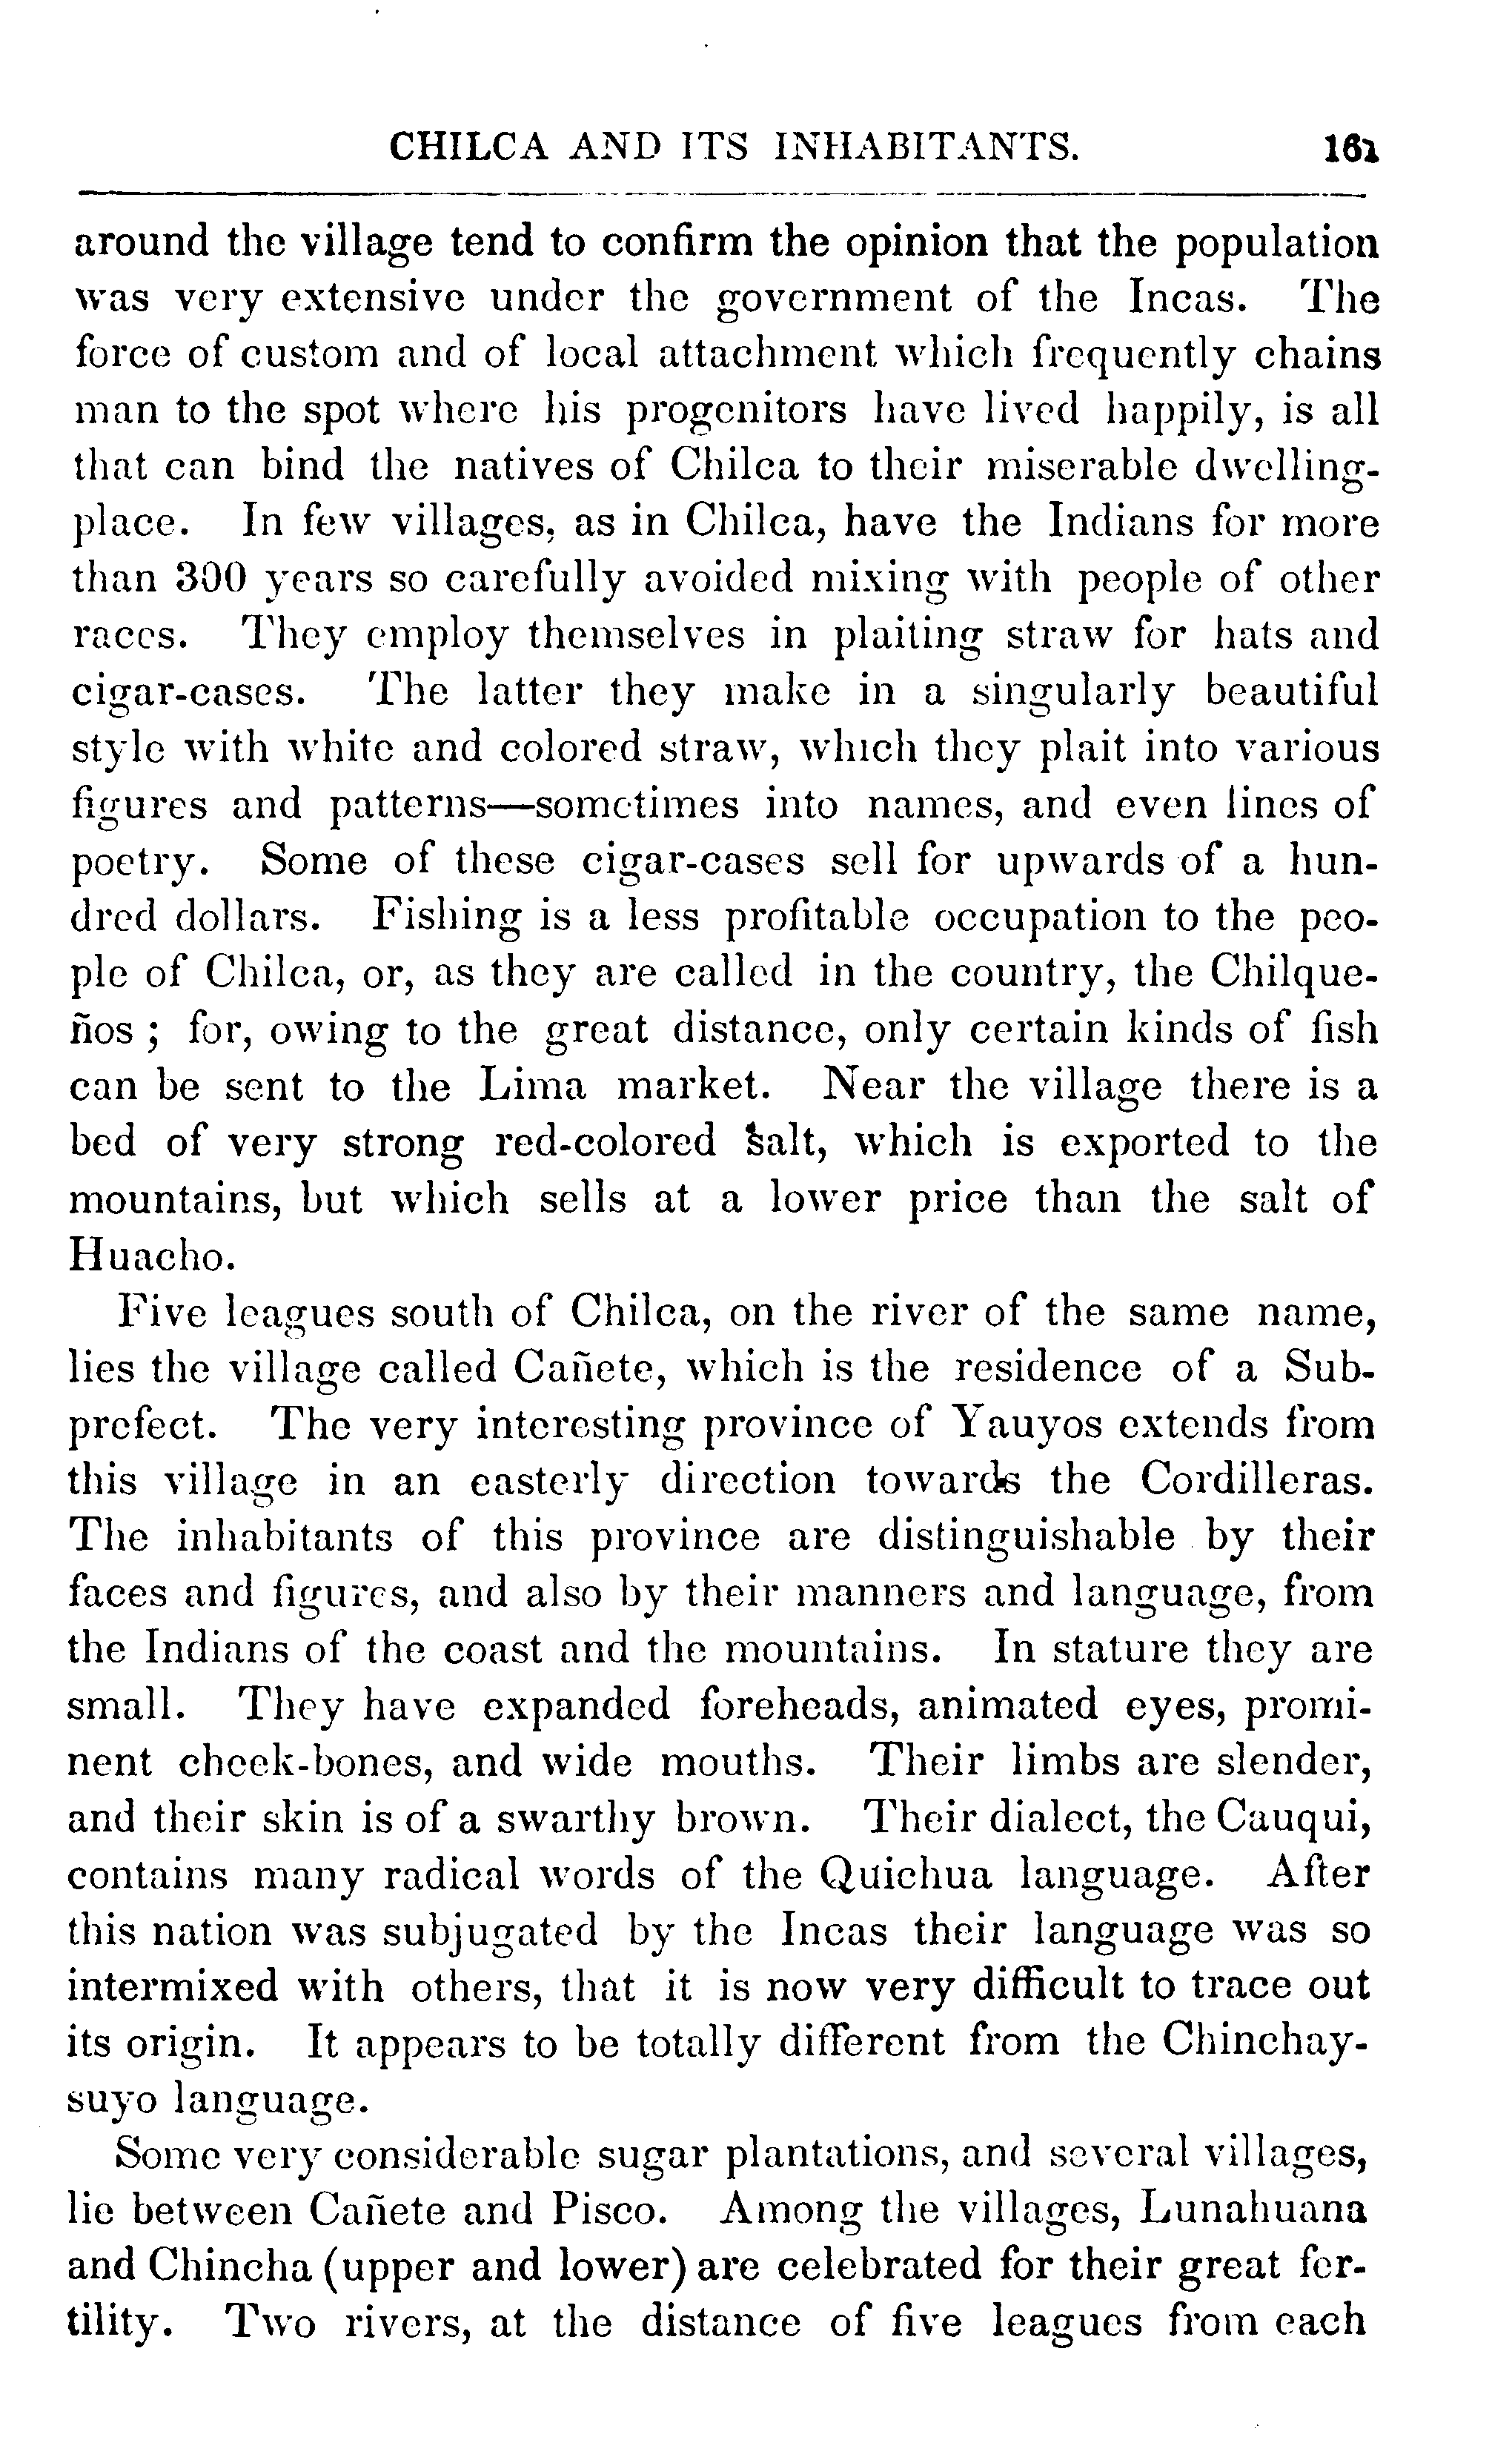 CHILCA AND ITS INHABITANTS. 161
around the village tend to confirm the opinion that the population
was very extensive under the government of the Incas. The
force of custom and of local attachment which frequently chains
man to the spot where his progenitors have lived happily, is all
that can bind the natives of Chilca to their miserable dwelling-
place. In few villages, as in Chilca, have the Indians for more
than 300 years so carefully avoided mixing with people of other
races. They employ themselves in plaiting straw for hats and
cigar-cases. The latter they make in a singularly beautiful
style with white and colored straw, which they plait into various
figures and patterns—sometimes into names, and even lines of
poetry. Some of these cigar-cases sell for upwards of a hun-
dred dollars. Fishing is a less profitable occupation to the peo-
ple of Chilca, or, as they are called in the country, the Chilque-
ños ; for, owing to the great distance, only certain kinds of fish
can be sent to the Lima market. Near the village there is a
bed of very strong red-colored salt, which is exported to the
mountains, but which sells at a lower price than the salt of
Huacho.
Five leagues south of Chilca, on the river of the same name,
lies the village called Cañete, which is the residence of a Sub-
prefect. The very interesting province of Yauyos extends from
this village in an easterly direction towards the Cordilleras.
The inhabitants of this province are distinguishable by their
faces and figures, and also by their manners and language, from
the Indians of the coast and the mountains. In stature they are
small. They have expanded foreheads, animated eyes, promi-
nent cheek-bones, and wide mouths. Their limbs are slender,
and their skin is of a swarthy brown. Their dialect, the Cauqui,
contains many radical words of the Quichua language. After
this nation was subjugated by the Incas their language was so
intermixed with others, that it is now very difficult to trace out
its origin. It appears to be totally different from the Chinchay-
suyo language.
Some very considerable sugar plantations, and several villages,
lie between Cañete and Pisco. Among the villages, Lunahuana
and Chincha (upper and lower) are celebrated for their great fer-
tility. Two rivers, at the distance of five leagues from each